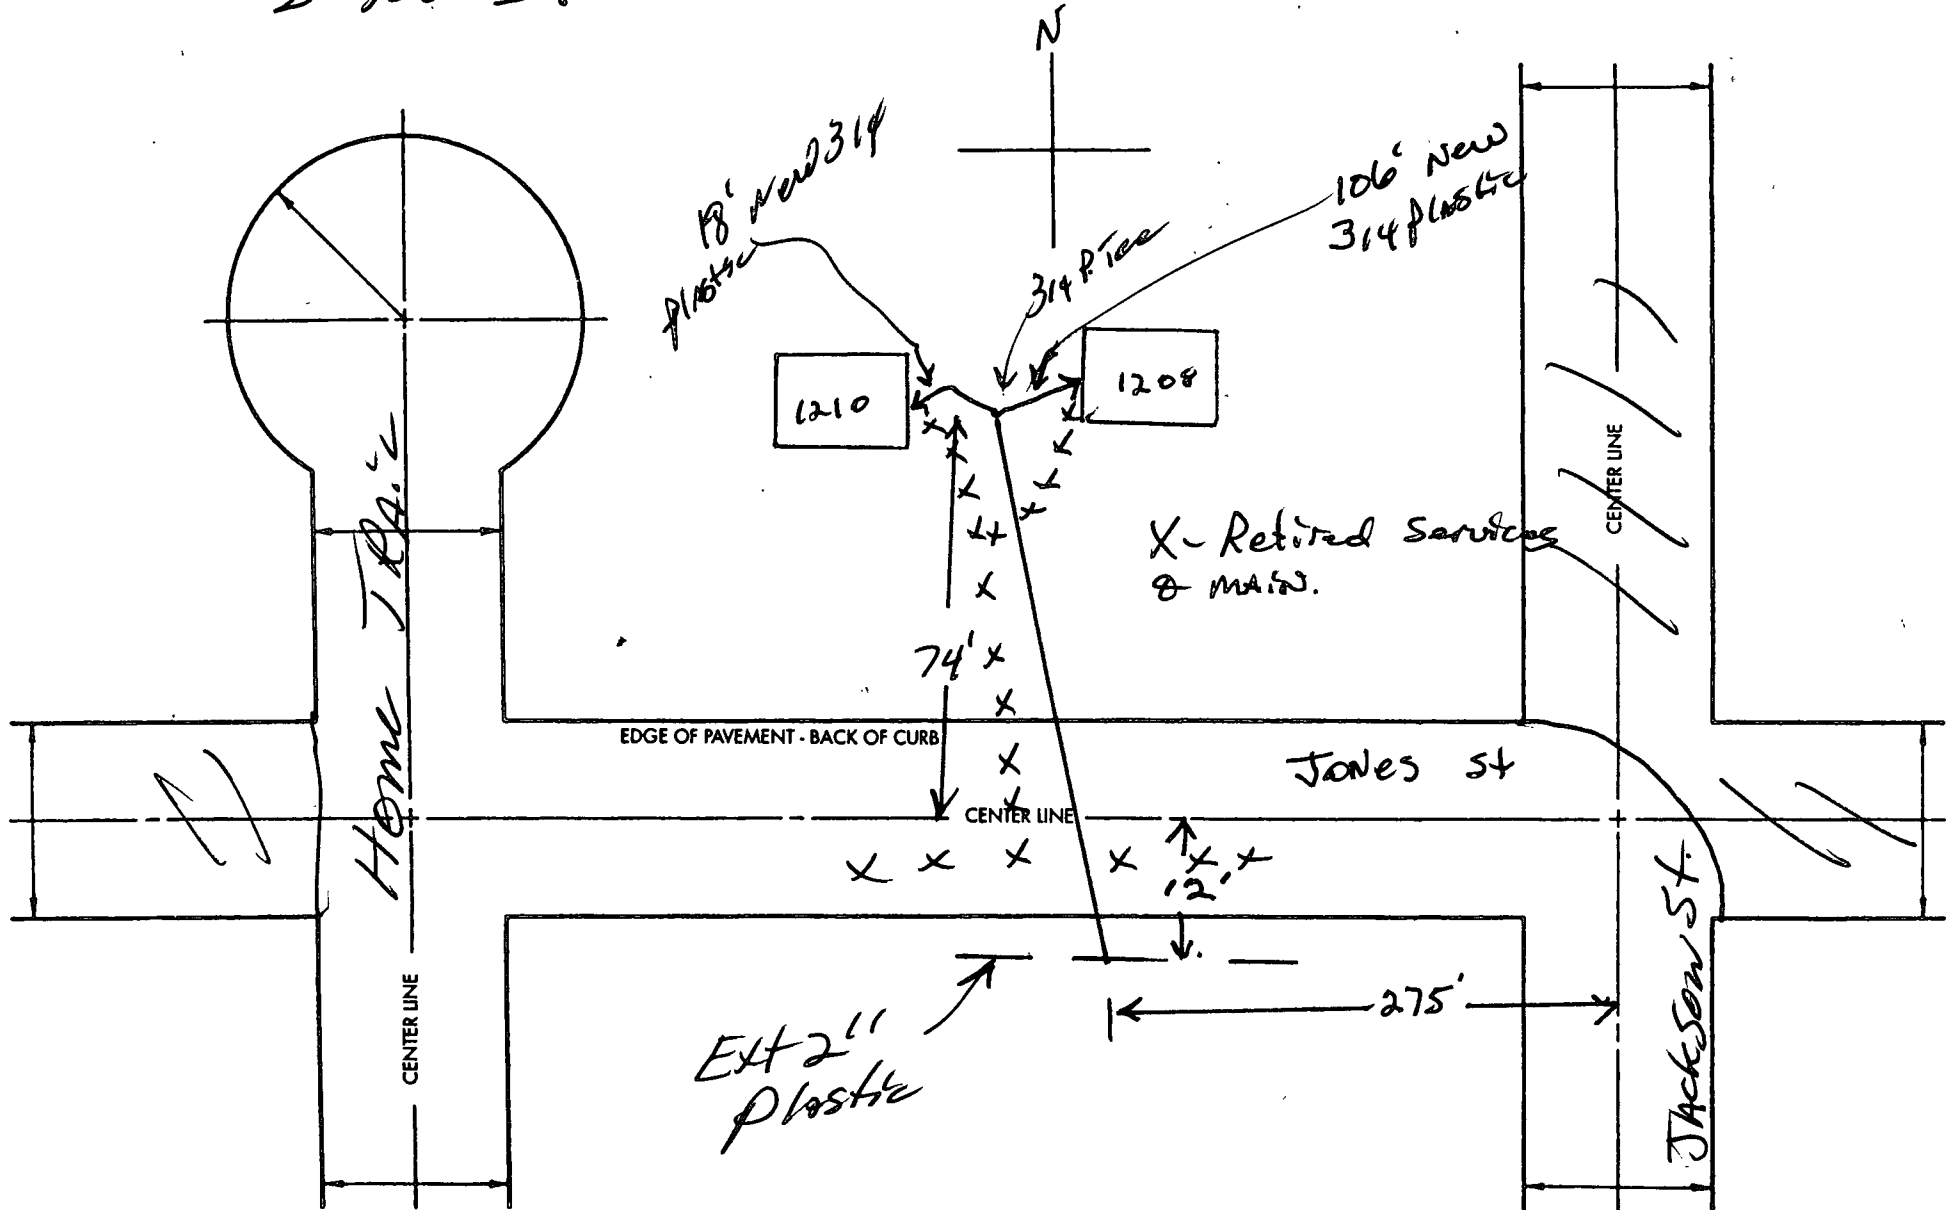 N
18' New 3/4
plastic
106' New
3/4 plastic
3/4 P. Tee
1210
1208
Home TRAiL
CENTER LINE
X- Retired Services
& MAIN.
74'
EDGE OF PAVEMENT - BACK OF CURB
JONES St
CENTER LINE
12'
275'
Ext 2"
plastic
JACKSON St.
CENTER LINE